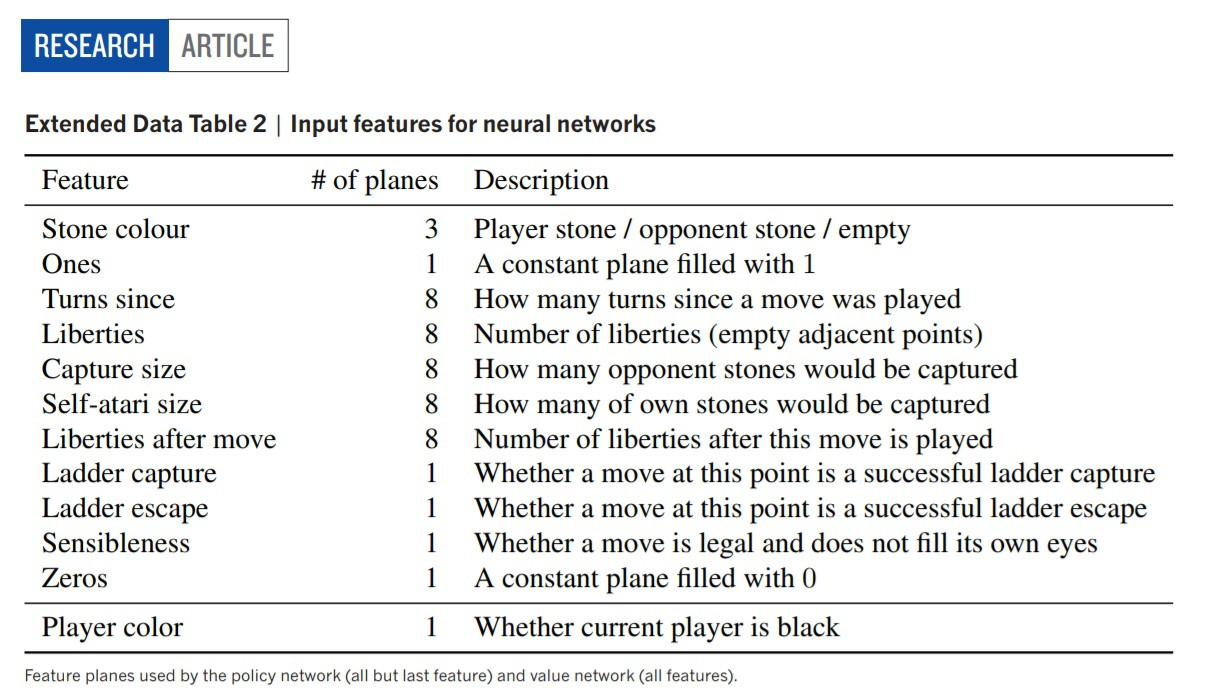 RESEARCH ARTICLE
Extended Data Table 2 | Input features for neural networks
Feature # of planes Description
Stone colour 3 Player stone / opponent stone / empty
Ones 1 A constant plane filled with 1
Turns since 8 How many turns since a move was played
Liberties 8 Number of liberties (empty adjacent points)
Capture size 8 How many opponent stones would be captured
Self-atari size 8 How many of own stones would be captured
Liberties after move 8 Number of liberties after this move is played
Ladder capture 1 Whether a move at this point is a successful ladder capture
Ladder escape 1 Whether a move at this point is a successful ladder escape
Sensibleness 1 Whether a move is legal and does not fill its own eyes
Zeros 1 A constant plane filled with 0
Player color 1 Whether current player is black
Feature planes used by the policy network (all but last feature) and value network (all features).